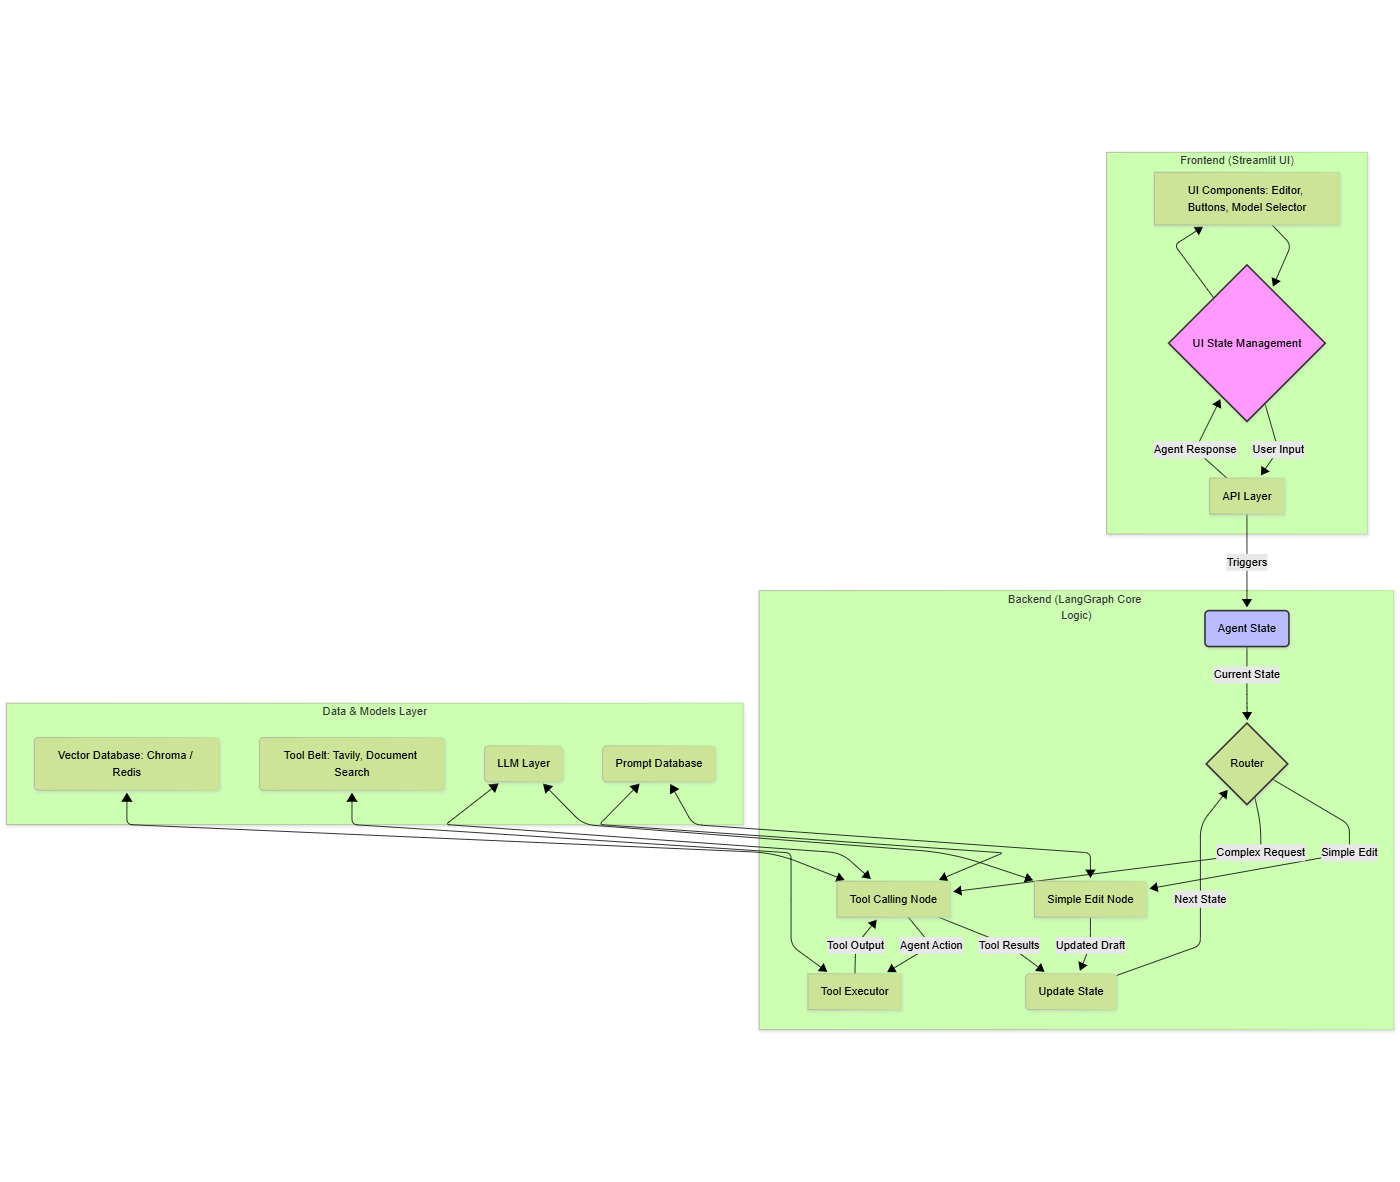 Frontend (Streamlit UI)
UI Components: Editor,
Buttons, Model Selector
UI State Management
Agent Response
User Input
API Layer
Triggers
Backend (LangGraph Core
Logic)
Agent State
Current State
Data & Models Layer
Vector Database: Chroma /
Redis
Tool Belt: Tavily, Document
Search
LLM Layer
Prompt Database
Router
Complex Request
Simple Edit
Tool Calling Node
Simple Edit Node
Next State
Tool Output
Agent Action
Tool Results
Updated Draft
Tool Executor
Update State